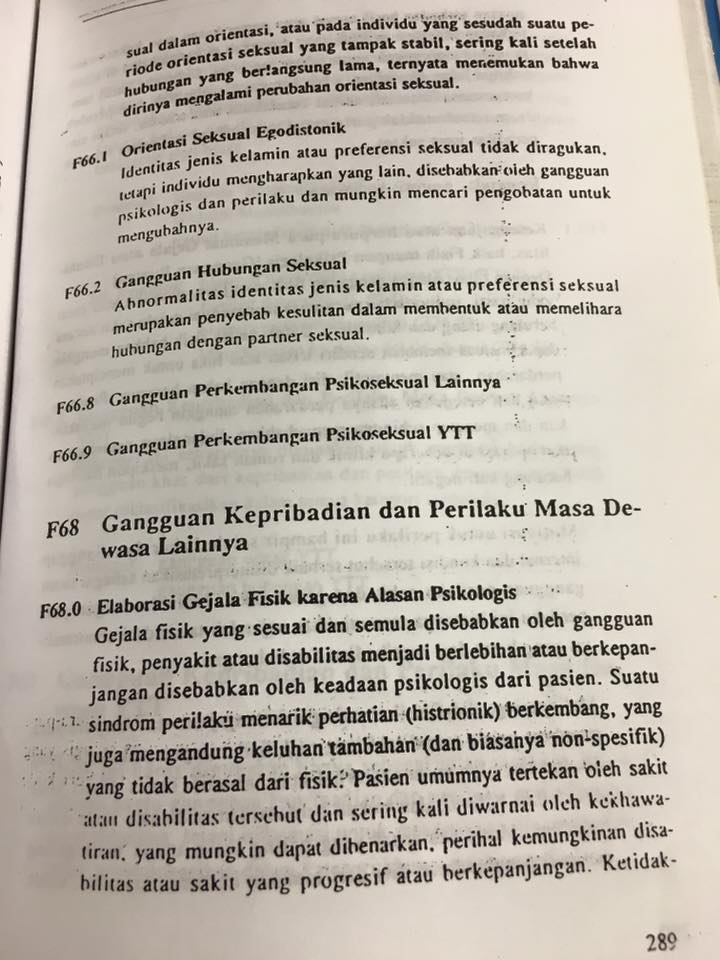 sual dalam orientasi, atau pada individu yang sesudah suatu pe-
riode orientasi seksual yang tampak stabil, sering kali setelah
hubungan yang berlangsung lama, ternyata menemukan bahwa
dirinya mengalami perubahan orientasi seksual.
F66.1 Orientasi Seksual Egodistonik
Identitas jenis kelamin atau preferensi seksual tidak diragukan,
tetapi individu mengharapkan yang lain, disebabkan oleh gangguan
psikologis dan perilaku dan mungkin mencari pengobatan untuk
mengubahnya.
F66.2 Gangguan Hubungan Seksual
Abnormalitas identitas jenis kelamin atau preferensi seksual
merupakan penyebab kesulitan dalam membentuk atau memelihara
hubungan dengan partner seksual.
F66.8 Gangguan Perkembangan Psikoseksual Lainnya
F66.9 Gangguan Perkembangan Psikoseksual YTT
F68 Gangguan Kepribadian dan Perilaku Masa De-
wasa Lainnya
F68.0 Elaborasi Gejala Fisik karena Alasan Psikologis
Gejala fisik yang sesuai dan semula disebabkan oleh gangguan
fisik, penyakit atau disabilitas menjadi berlebihan atau berkepan-
jangan disebabkan oleh keadaan psikologis dari pasien. Suatu
sindrom perilaku menarik perhatian (histrionik) berkembang, yang
juga mengandung keluhan tambahan (dan biasanya non-spesifik)
yang tidak berasal dari fisik. Pasien umumnya tertekan oleh sakit
atau disabilitas tersebut dan sering kali diwarnai oleh kekhawa-
tiran, yang mungkin dapat dibenarkan, perihal kemungkinan disa-
bilitas atau sakit yang progresif atau berkepanjangan. Ketidak-
289